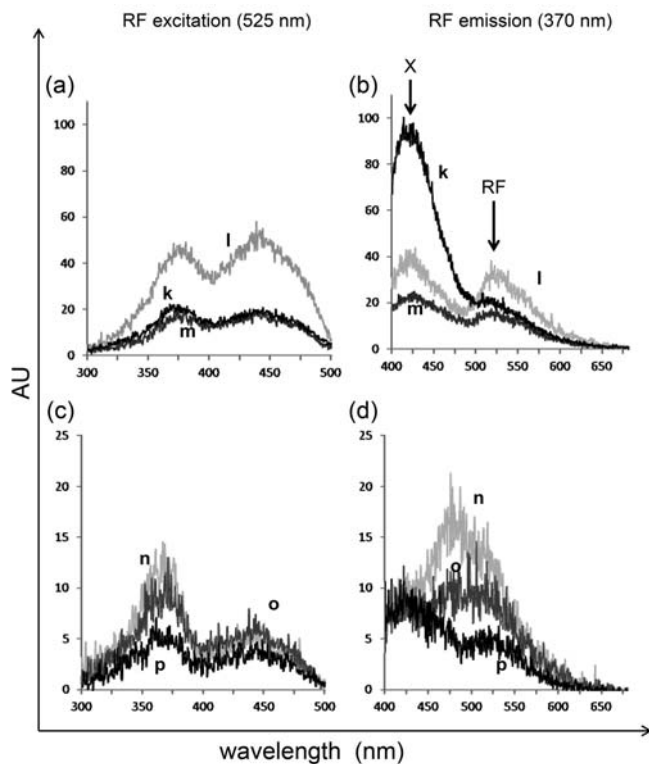 RF excitation (525 nm) RF emission (370 nm)
(a) (b)
X
k
RF
l
m
100
80
60
40
20
0
300 350 400 450 500
l
k
m
100
80
60
40
20
0
400 450 500 550 600 650
AU
(c) (d)
25
20
15
10
5
0
300 350 400 450 500
n
o
p
25
20
15
10
5
0
400 450 500 550 600 650
n
o
p
wavelength (nm)